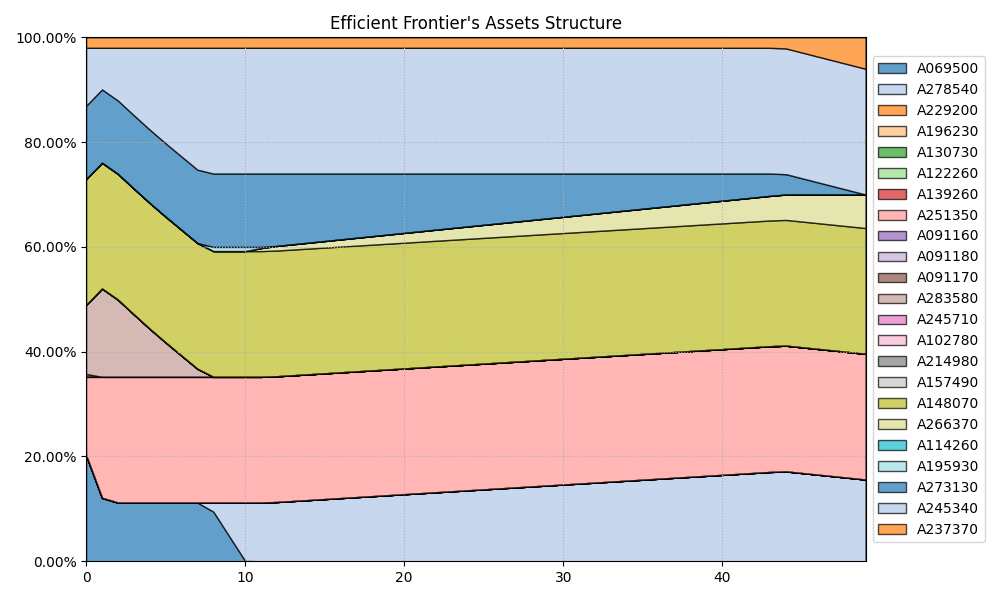 Efficient Frontier's Assets Structure
100.00%
80.00%
60.00%
40.00%
20.00%
0.00%
0
10
20
30
40
A069500
A278540
A229200
A196230
A130730
A122260
A139260
A251350
A091160
A091180
A091170
A283580
A245710
A102780
A214980
A157490
A148070
A266370
A114260
A195930
A273130
A245340
A237370